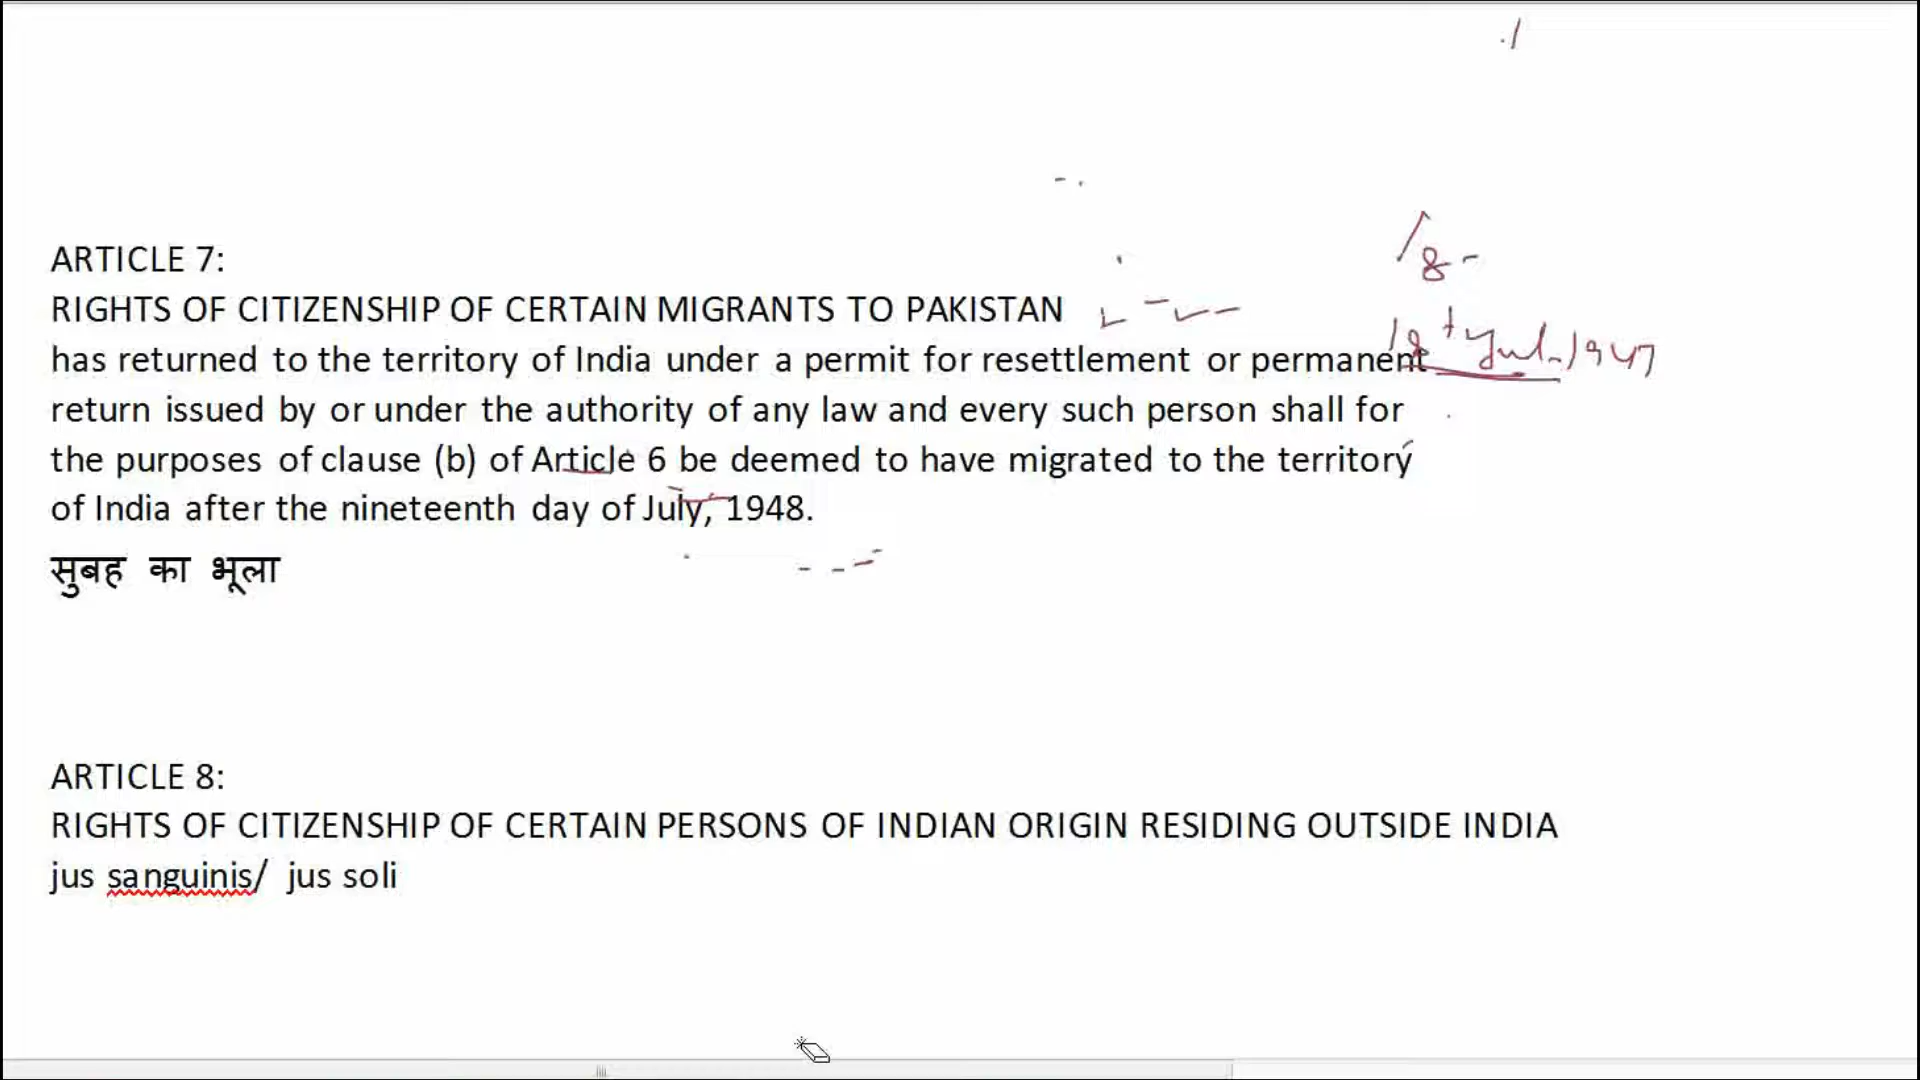 ARTICLE 7:
RIGHTS OF CITIZENSHIP OF CERTAIN MIGRANTS TO PAKISTAN
has returned to the territory of India under a permit for resettlement or permanent
return issued by or under the authority of any law and every such person shall for
the purposes of clause (b) of Article 6 be deemed to have migrated to the territory
of India after the nineteenth day of July, 1948.
सुबह का भूला
18
18th July 1947
ARTICLE 8:
RIGHTS OF CITIZENSHIP OF CERTAIN PERSONS OF INDIAN ORIGIN RESIDING OUTSIDE INDIA
jus sanguinis/ jus soli